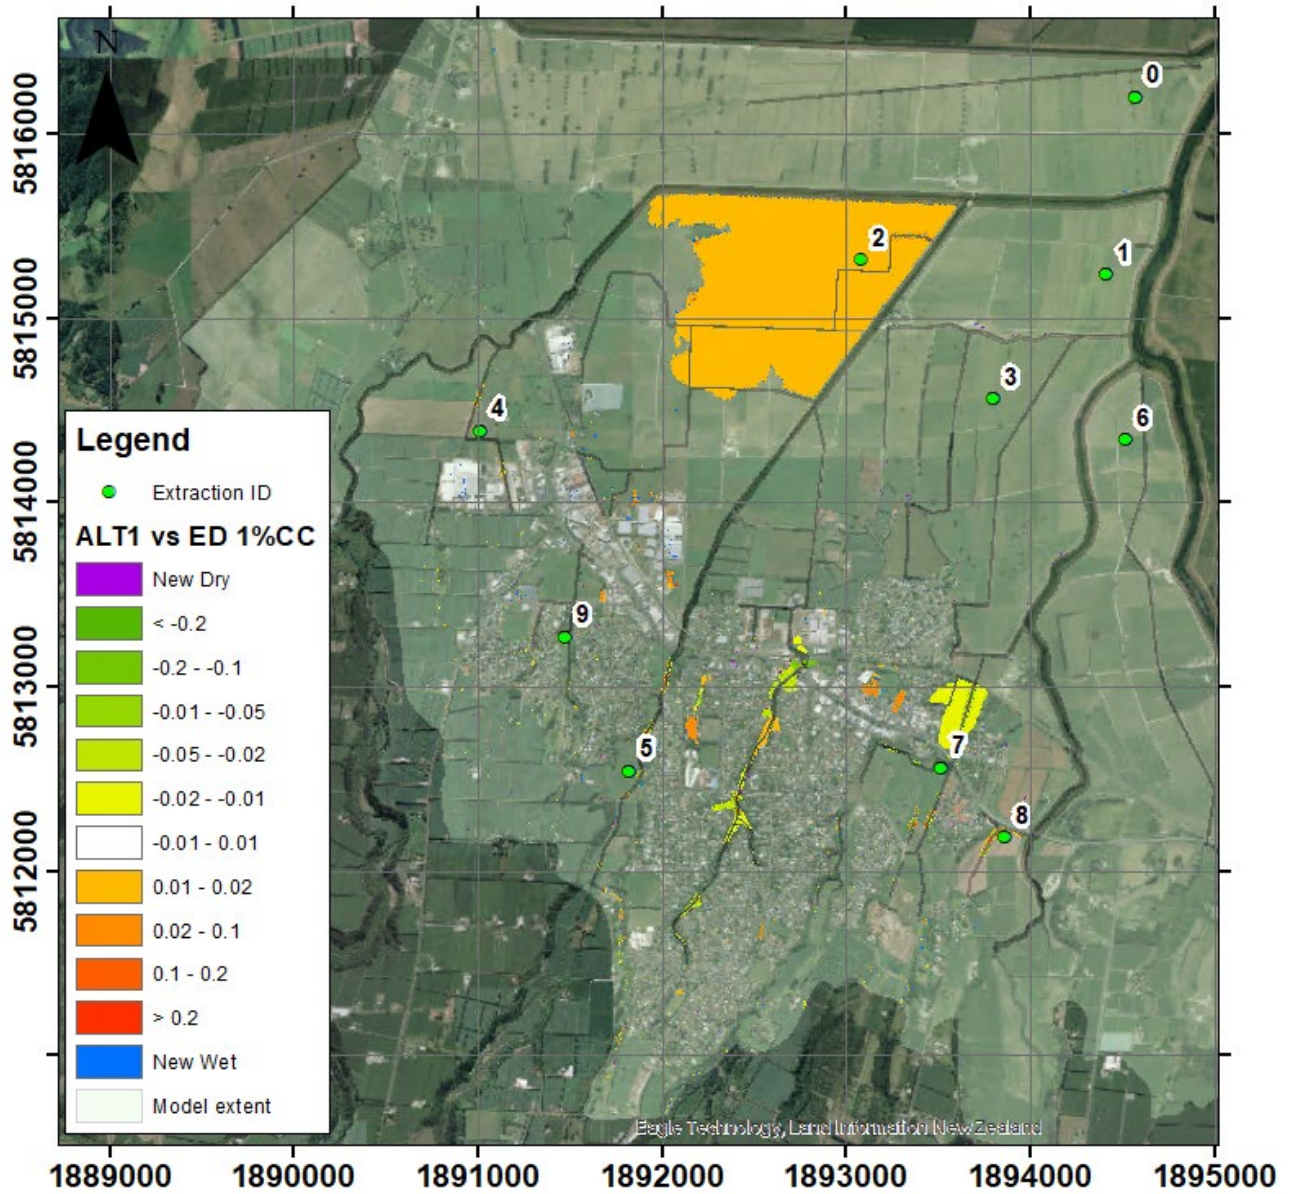 N
0
5816000
2
1
5815000
3
4
6
Legend
Extraction ID
5814000
ALT1 vs ED 1%CC
New Dry
< -0.2
9
-0.2 - -0.1
5813000
-0.01 - -0.05
-0.05 - -0.02
5
7
-0.02 - -0.01
8
-0.01 - 0.01
5812000
0.01 - 0.02
0.02 - 0.1
0.1 - 0.2
> 0.2
New Wet
Model extent
Eagle Technology, Land Information New Zealand
1889000 1890000 1891000 1892000 1893000 1894000 1895000